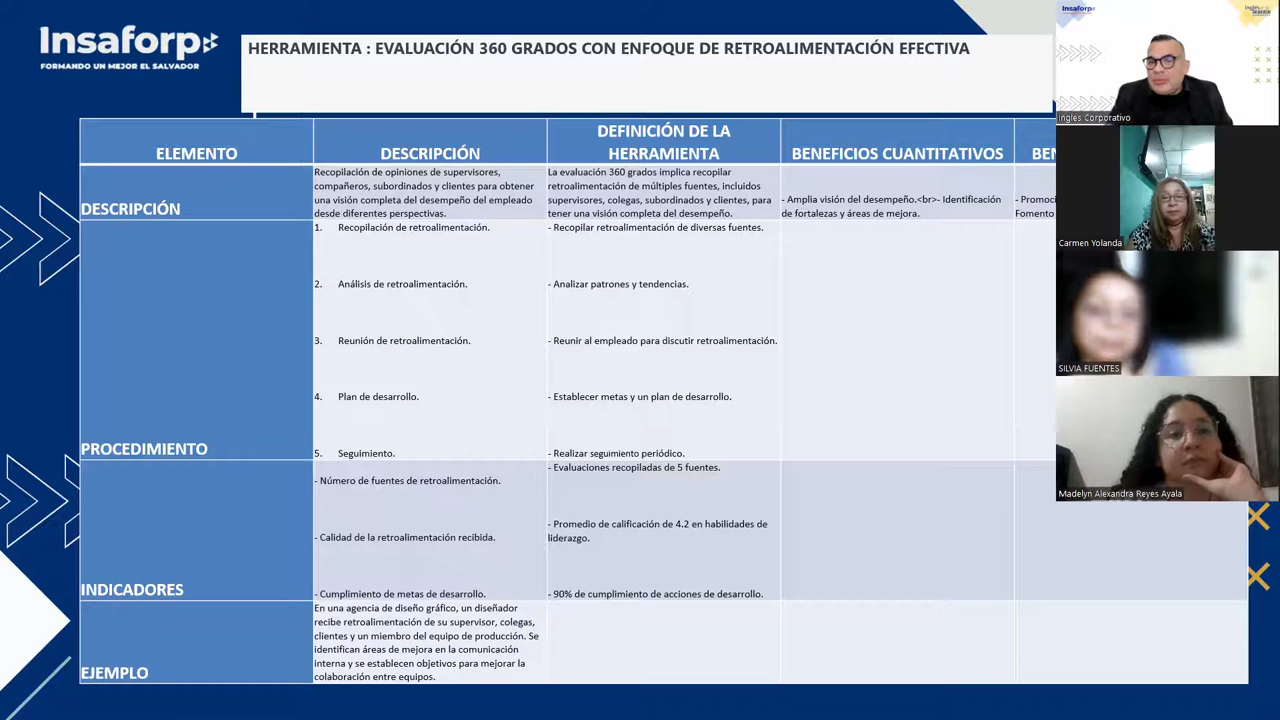 Insaforp
FORMANDO UN MEJOR EL SALVADOR
HERRAMIENTA : EVALUACIÓN 360 GRADOS CON ENFOQUE DE RETROALIMENTACIÓN EFECTIVA
ELEMENTO
DESCRIPCIÓN
DEFINICIÓN DE LA
HERRAMIENTA
BENEFICIOS CUANTITATIVOS
BEN
DESCRIPCIÓN
Recopilación de opiniones de supervisores,
compañeros, subordinados y clientes para obtener
una visión completa del desempeño del empleado
desde diferentes perspectivas.
La evaluación 360 grados implica recopilar
retroalimentación de múltiples fuentes, incluidos
supervisores, colegas, subordinados y clientes, para
tener una visión completa del desempeño.
- Amplia visión del desempeño.<br>- Identificación
de fortalezas y áreas de mejora.
- Promoci
Fomento
PROCEDIMIENTO
1. Recopilación de retroalimentación.
2. Análisis de retroalimentación.
3. Reunión de retroalimentación.
4. Plan de desarrollo.
5. Seguimiento.
- Recopilar retroalimentación de diversas fuentes.
- Analizar patrones y tendencias.
- Reunir al empleado para discutir retroalimentación.
- Establecer metas y un plan de desarrollo.
- Realizar seguimiento periódico.
INDICADORES
- Número de fuentes de retroalimentación.
- Calidad de la retroalimentación recibida.
- Cumplimiento de metas de desarrollo.
- Evaluaciones recopiladas de 5 fuentes.
- Promedio de calificación de 4.2 en habilidades de
liderazgo.
- 90% de cumplimiento de acciones de desarrollo.
EJEMPLO
En una agencia de diseño gráfico, un diseñador
recibe retroalimentación de su supervisor, colegas,
clientes y un miembro del equipo de producción. Se
identifican áreas de mejora en la comunicación
interna y se establecen objetivos para mejorar la
colaboración entre equipos.
Insaforp
Ingles Corporativo
Carmen Yolanda
SILVIA FUENTES
Madelyn Alexandra Reyes Ayala